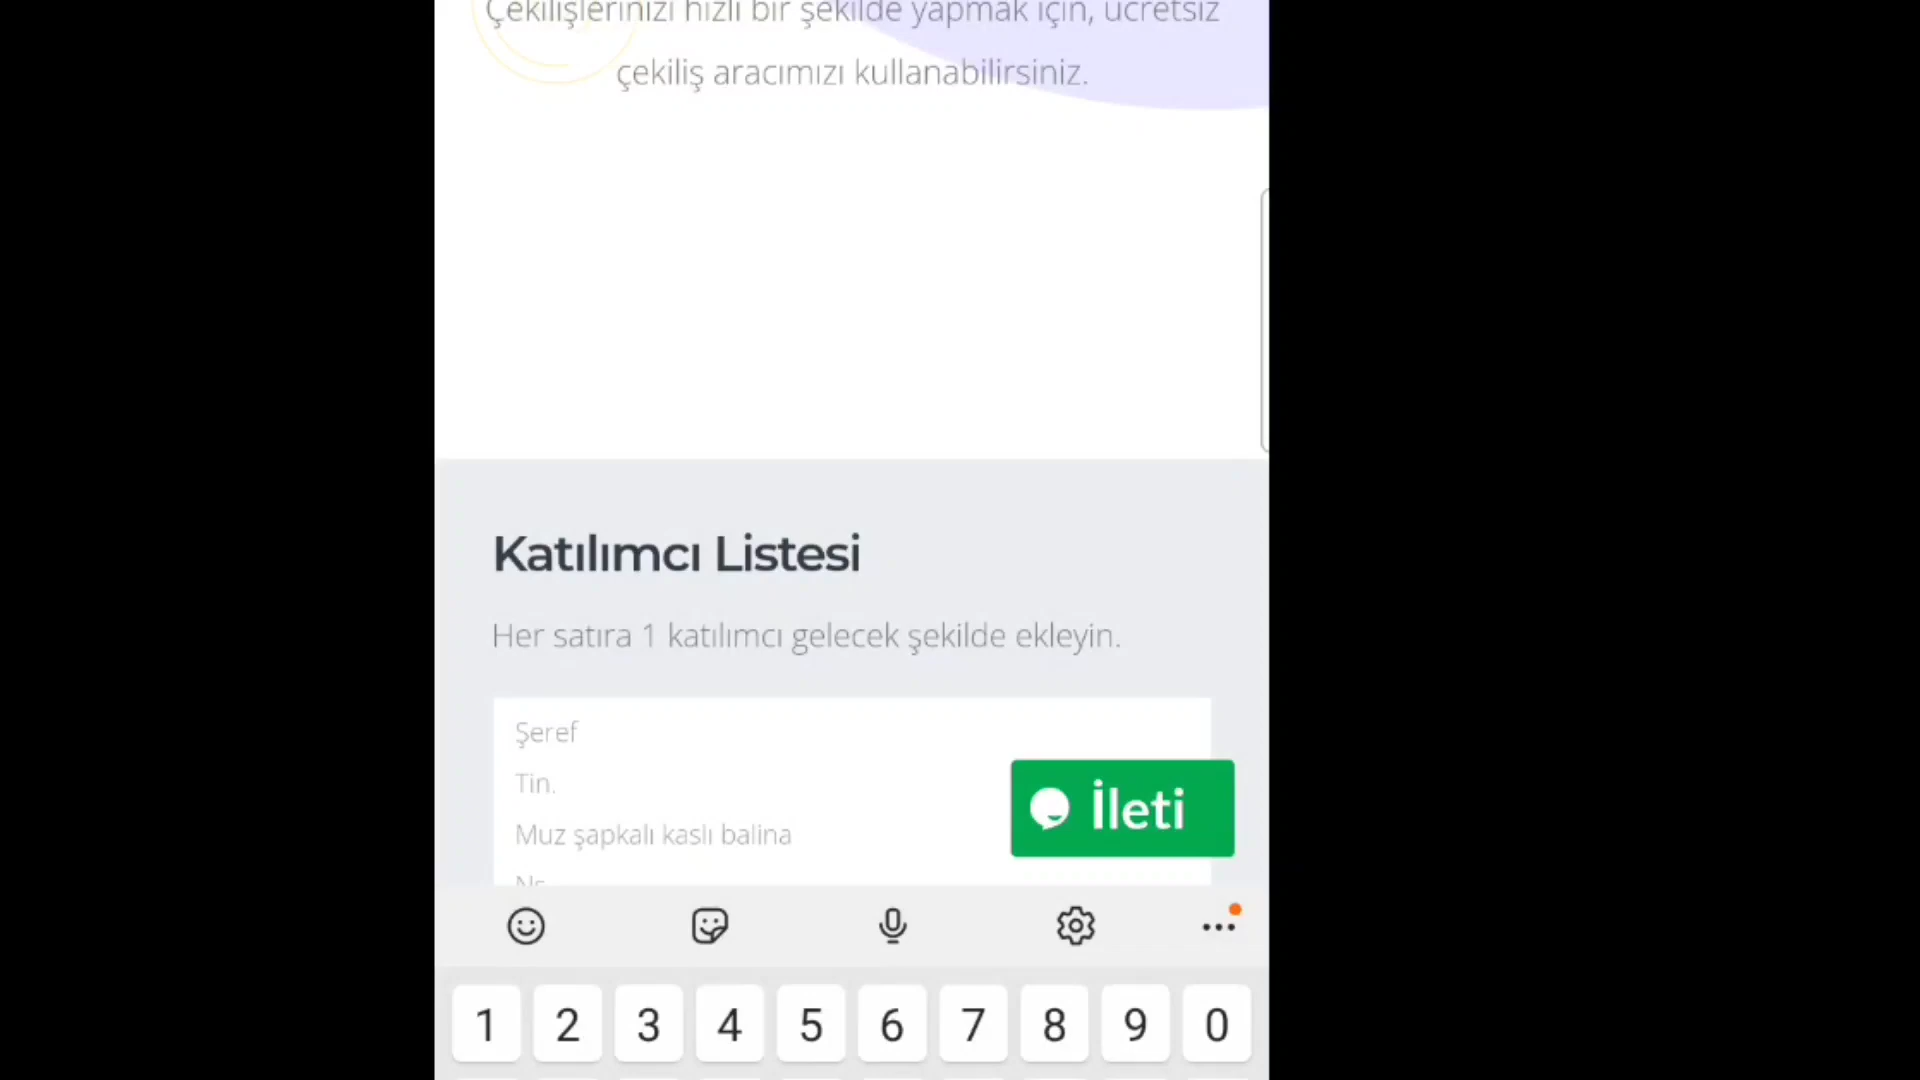 Çekilişlerinizi hızlı bir şekilde yapmak için, ücretsiz
çekiliş aracımızı kullanabilirsiniz.
Katılımcı Listesi
Her satıra 1 katılımcı gelecek şekilde ekleyin.
Şeref
Tin.
Muz şapkalı kaslı balina
İleti
1 2 3 4 5 6 7 8 9 0